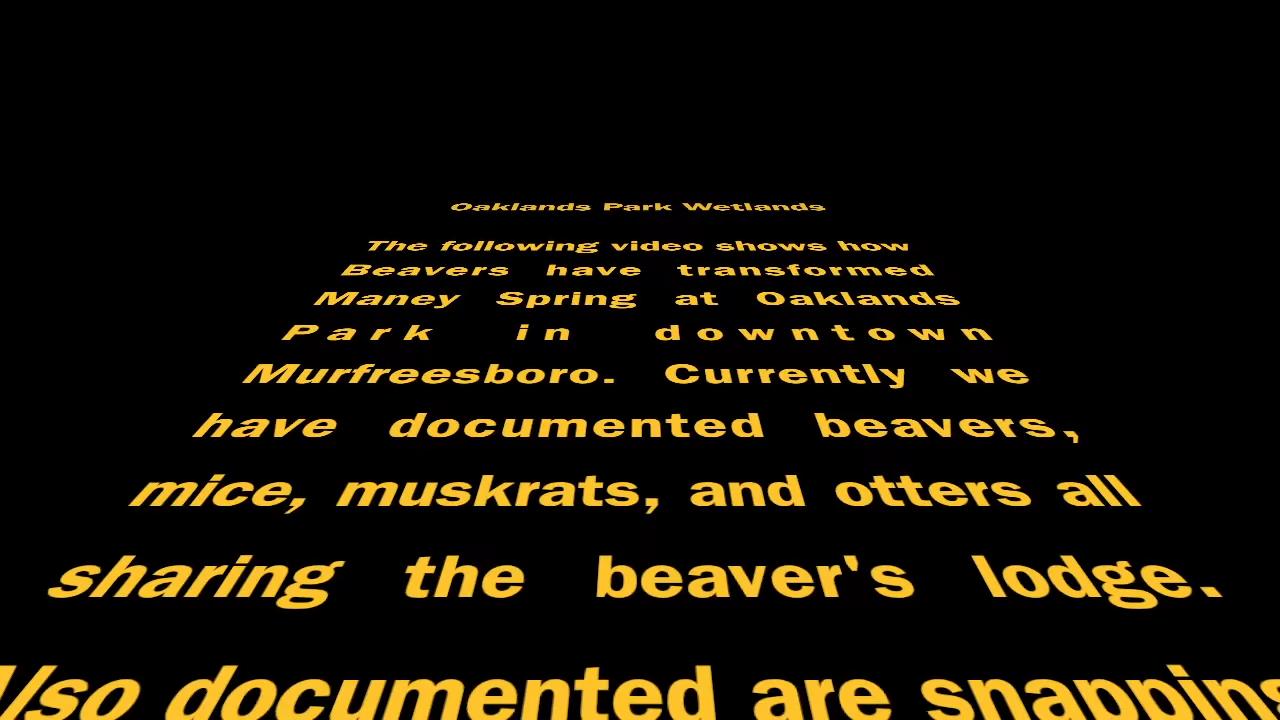 Oaklands Park Wetlands
The following video shows how
Beavers have transformed
Maney Spring at Oaklands
Park in downtown
Murfreesboro. Currently we
have documented beavers,
mice, muskrats, and otters all
sharing the beaver's lodge.
documented are